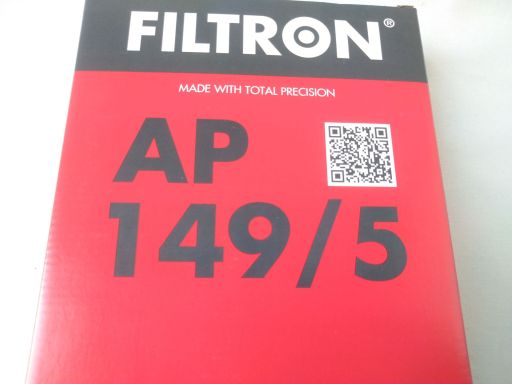 FILTRON®
MADE WITH TOTAL PRECISION
AP
149/5